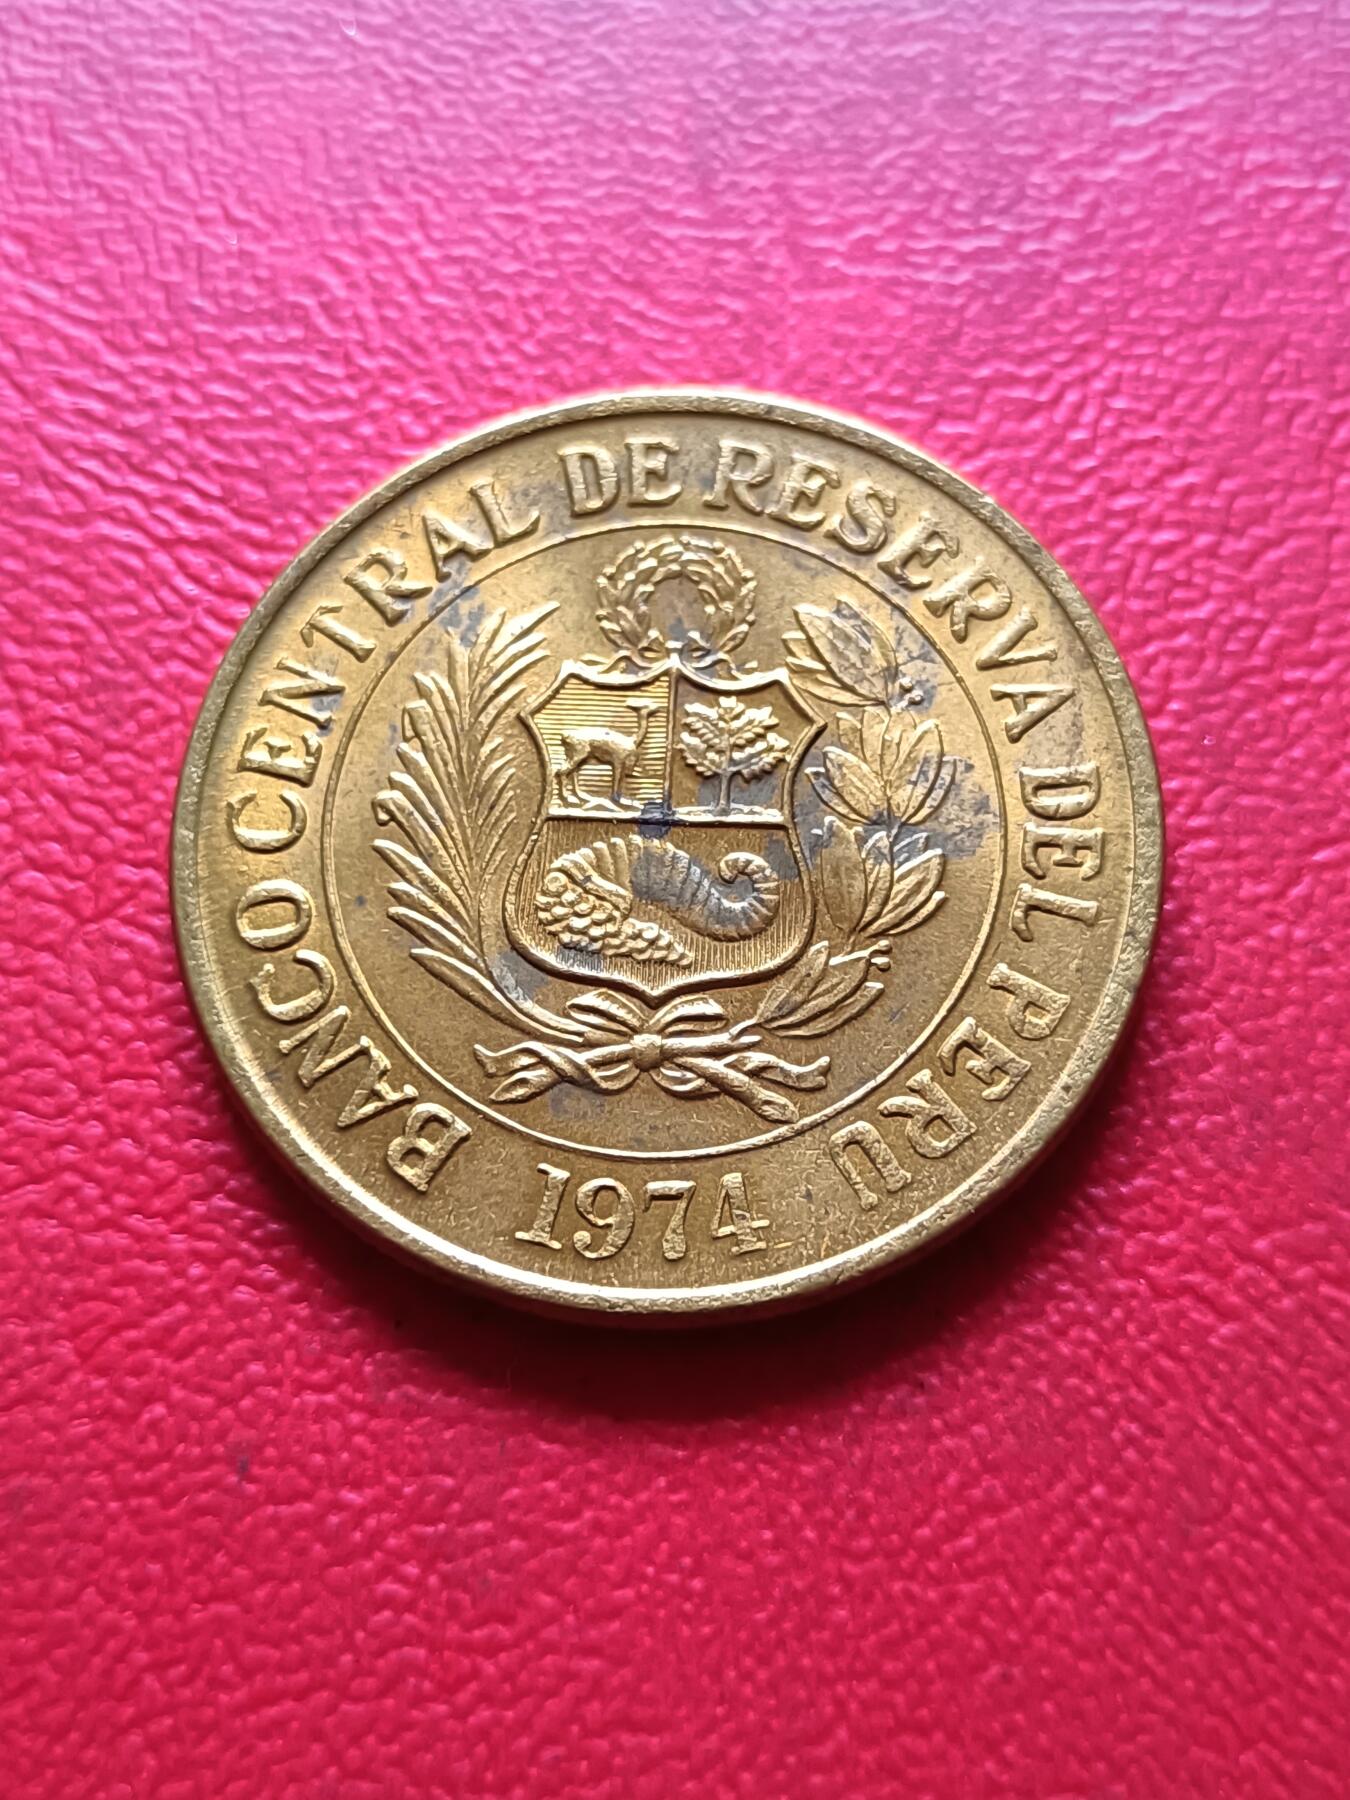 BANCO CENTRAL DE RESERVA DEL PERU
1974